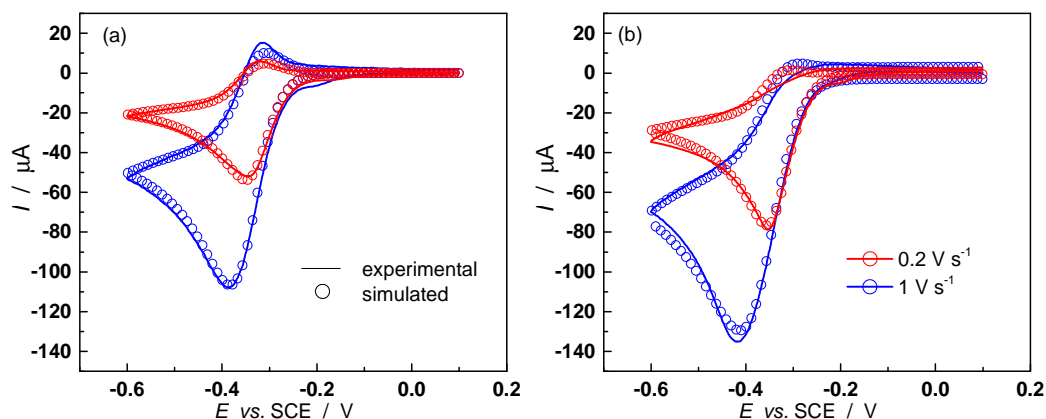 (a)
20
0
-20
-40
-60
-80
-100
-120
-140
I / μA
-0.6
-0.4
-0.2
0.0
0.2
E vs. SCE / V
experimental
simulated
(b)
20
0
-20
-40
-60
-80
-100
-120
-140
I / μA
-0.6
-0.4
-0.2
0.0
0.2
E vs. SCE / V
0.2 V s⁻¹
1 V s⁻¹